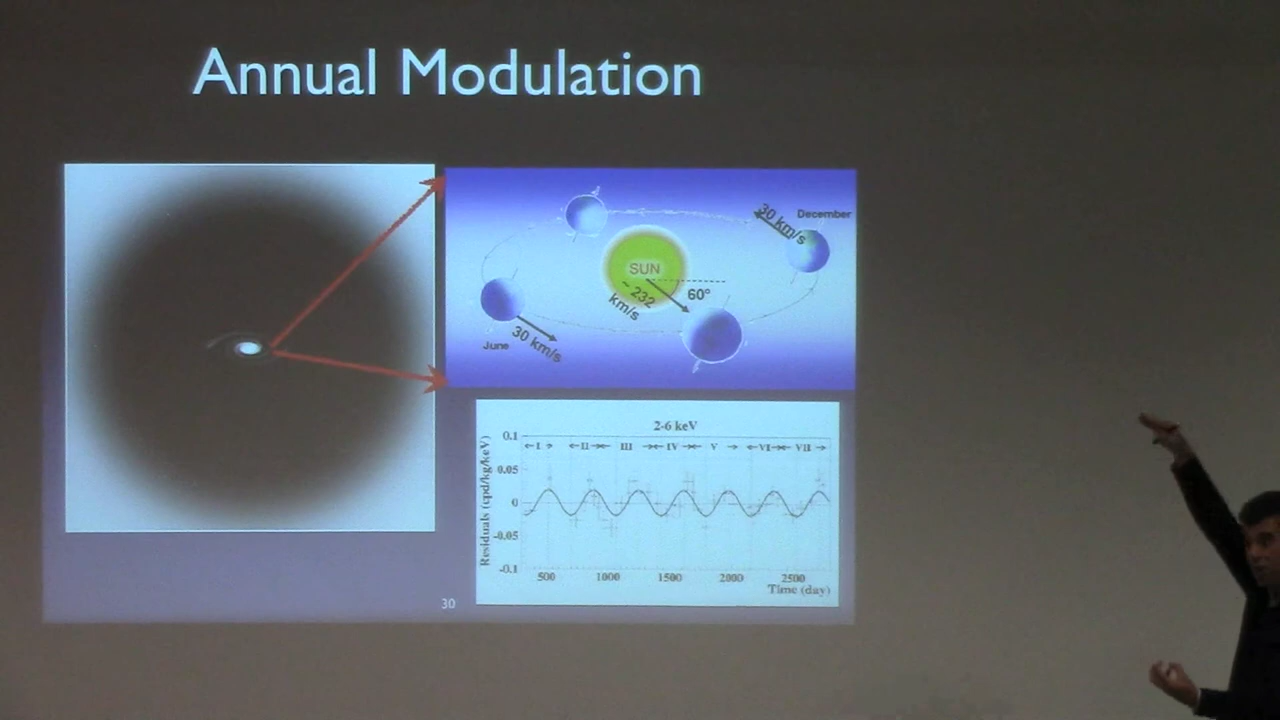 Annual Modulation
30 km/s
December
SUN
~ 232
km/s
60°
June
30 km/s
2-6 keV
Residuals (cpd/kg/keV)
0.1
0.05
0
-0.05
-0.1
I
II
III
IV
V
VI
VII
500
1000
1500
2000
2500
Time (day)
30